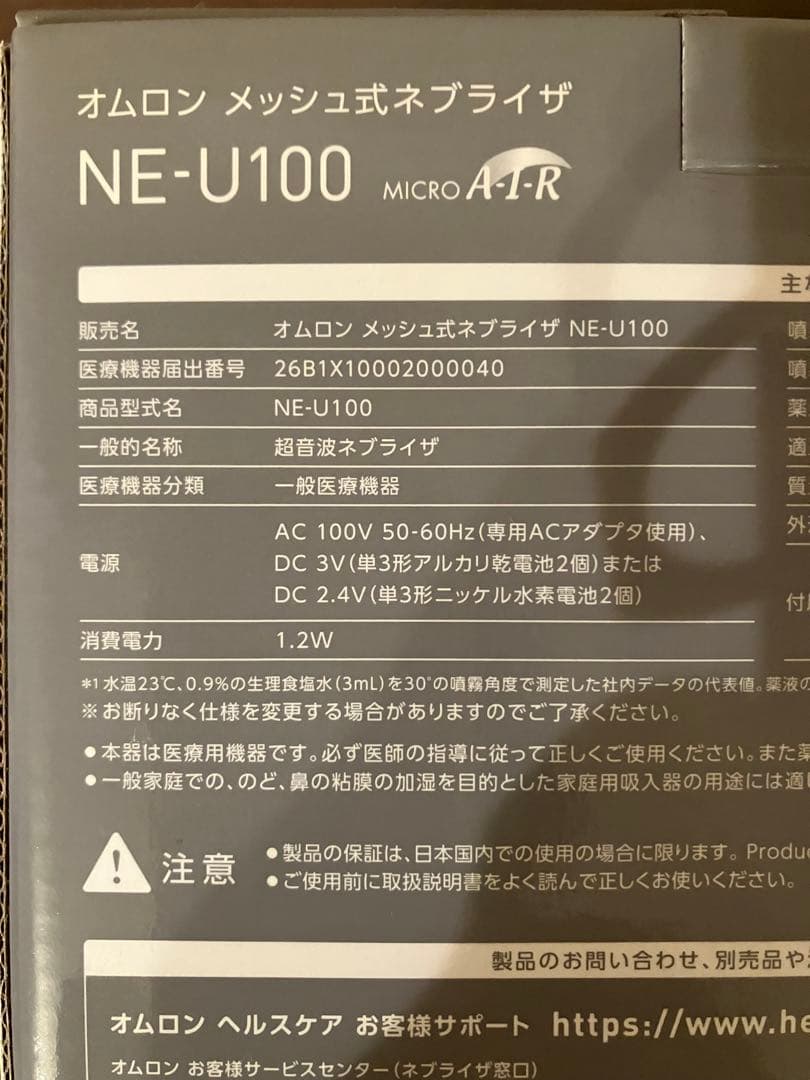 オムロン メッシュ式ネブライザ
NE-U100 MICRO A-I-R
主
販売名 オムロン メッシュ式ネブライザ NE-U100
噴
医療機器届出番号 26B1X10002000040
噴
商品型式名 NE-U100
薬
一般的名称 超音波ネブライザ
適
医療機器分類 一般医療機器
質
外
電源
AC 100V 50-60Hz(専用ACアダプタ使用)、
DC 3V(単3形アルカリ乾電池2個)または
DC 2.4V(単3形ニッケル水素電池2個)
付
消費電力 1.2W
*1 水温23℃、0.9%の生理食塩水(3mL)を30°の噴霧角度で測定した社内データの代表値。薬液の
※お断りなく仕様を変更する場合がありますのでご了承ください。
●本器は医療用機器です。必ず医師の指導に従って正しくご使用ください。また薬
●一般家庭での、のど、鼻の粘膜の加湿を目的とした家庭用吸入器の用途には適
注意
●製品の保証は、日本国内での使用の場合に限ります。Produc
●ご使用前に取扱説明書をよく読んで正しくお使いください。
製品のお問い合わせ、別売品や
オムロン ヘルスケア お客様サポート https://www.he
オムロン お客様サービスセンター(ネブライザ窓口)